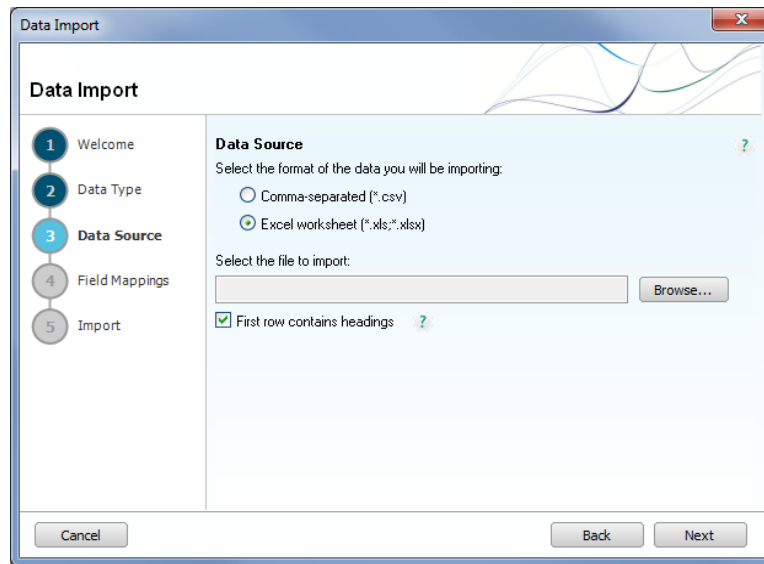 Data Import
X
Data Import
1 Welcome
2 Data Type
3 Data Source
4 Field Mappings
5 Import
Data Source ?
Select the format of the data you will be importing:
Comma-separated (*.csv)
Excel worksheet (*.xls;*.xlsx)
Select the file to import:
Browse...
First row contains headings ?
Cancel Back Next